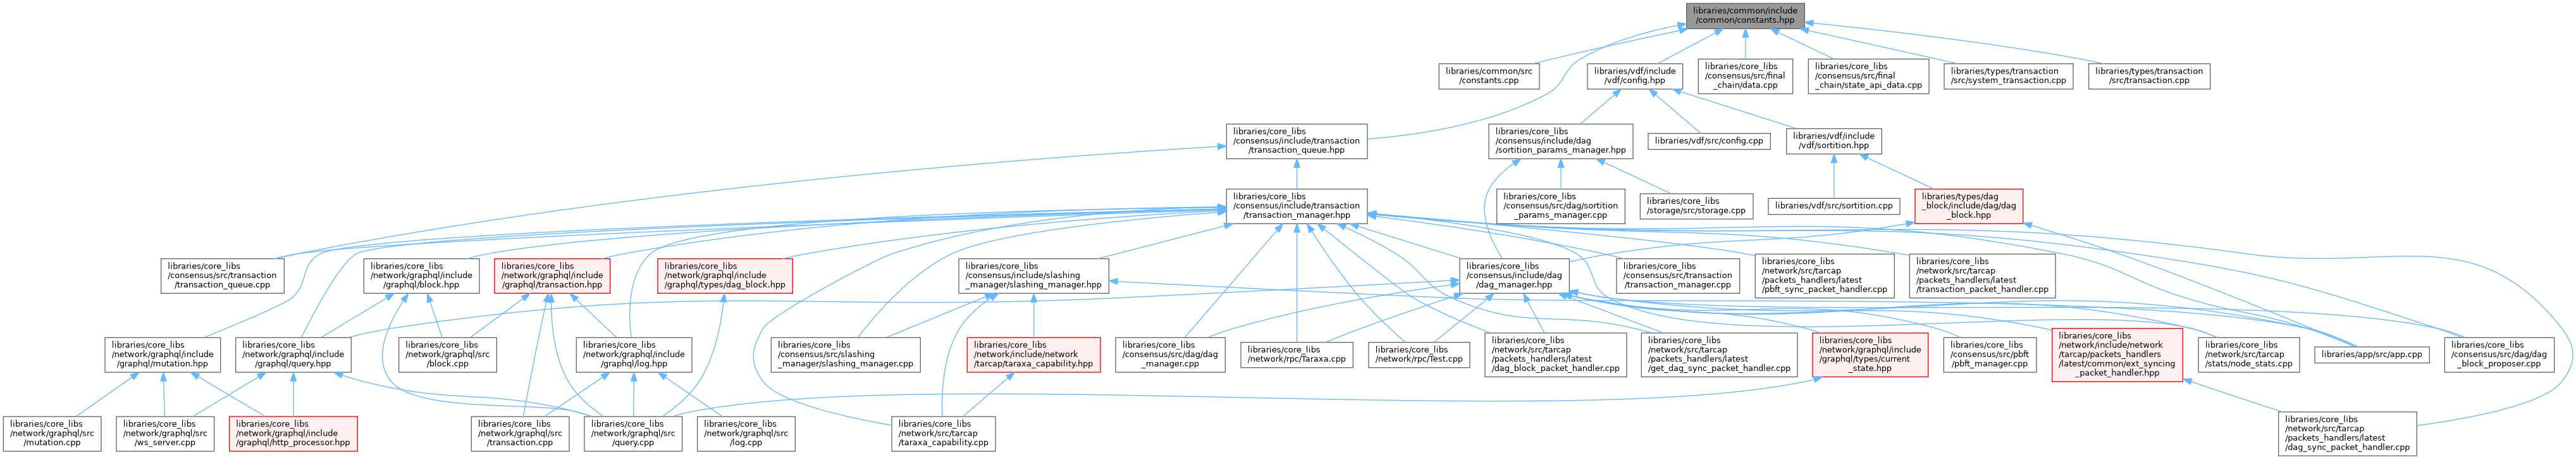 libraries/common/include
/common/constants.hpp
libraries/common/src
/constants.cpp
libraries/vdf/include
/vdf/config.hpp
libraries/core_libs
/consensus/src/final
_chain/data.cpp
libraries/core_libs
/consensus/src/final
_chain/state_api_data.cpp
libraries/types/transaction
/src/system_transaction.cpp
libraries/types/transaction
/src/transaction.cpp
libraries/core_libs
/consensus/include/transaction
/transaction_queue.hpp
libraries/core_libs
/consensus/include/dag
/sortition_params_manager.hpp
libraries/vdf/src/config.cpp
libraries/vdf/include
/vdf/sortition.hpp
libraries/core_libs
/consensus/include/transaction
/transaction_manager.hpp
libraries/core_libs
/consensus/src/dag/sortition
_params_manager.cpp
libraries/core_libs
/storage/src/storage.cpp
libraries/vdf/src/sortition.cpp
libraries/types/dag
_block/include/dag/dag
_block.hpp
libraries/core_libs
/consensus/src/transaction
/transaction_queue.cpp
libraries/core_libs
/network/graphql/include
/graphql/block.hpp
libraries/core_libs
/network/graphql/include
/graphql/transaction.hpp
libraries/core_libs
/network/graphql/include
/graphql/types/dag_block.hpp
libraries/core_libs
/consensus/include/slashing
_manager/slashing_manager.hpp
libraries/core_libs
/consensus/include/dag
/dag_manager.hpp
libraries/core_libs
/consensus/src/transaction
/transaction_manager.cpp
libraries/core_libs
/network/src/tarcap
/packets_handlers/latest
/pbft_sync_packet_handler.cpp
libraries/core_libs
/network/src/tarcap
/packets_handlers/latest
/transaction_packet_handler.cpp
libraries/core_libs
/network/graphql/include
/graphql/mutation.hpp
libraries/core_libs
/network/graphql/include
/graphql/query.hpp
libraries/core_libs
/network/graphql/src
/block.cpp
libraries/core_libs
/network/graphql/include
/graphql/log.hpp
libraries/core_libs
/consensus/src/slashing
_manager/slashing_manager.cpp
libraries/core_libs
/network/include/network
/tarcap/taraxa_capability.hpp
libraries/core_libs
/consensus/src/dag/dag
_manager.cpp
libraries/core_libs
/network/rpc/Taraxa.cpp
libraries/core_libs
/network/rpc/Test.cpp
libraries/core_libs
/network/src/tarcap
/packets_handlers/latest
/dag_block_packet_handler.cpp
libraries/core_libs
/network/src/tarcap
/packets_handlers/latest
/get_dag_sync_packet_handler.cpp
libraries/core_libs
/network/graphql/include
/graphql/types/current
_state.hpp
libraries/core_libs
/consensus/src/pbft
/pbft_manager.cpp
libraries/core_libs
/network/include/network
/tarcap/packets_handlers
/latest/common/ext_syncing
_packet_handler.hpp
libraries/core_libs
/network/src/tarcap
/stats/node_stats.cpp
libraries/app/src/app.cpp
libraries/core_libs
/consensus/src/dag/dag
_block_proposer.cpp
libraries/core_libs
/network/graphql/src
/mutation.cpp
libraries/core_libs
/network/graphql/src
/ws_server.cpp
libraries/core_libs
/network/graphql/include
/graphql/http_processor.hpp
libraries/core_libs
/network/graphql/src
/transaction.cpp
libraries/core_libs
/network/graphql/src
/query.cpp
libraries/core_libs
/network/graphql/src
/log.cpp
libraries/core_libs
/network/src/tarcap
/taraxa_capability.cpp
libraries/core_libs
/network/src/tarcap
/packets_handlers/latest
/dag_sync_packet_handler.cpp